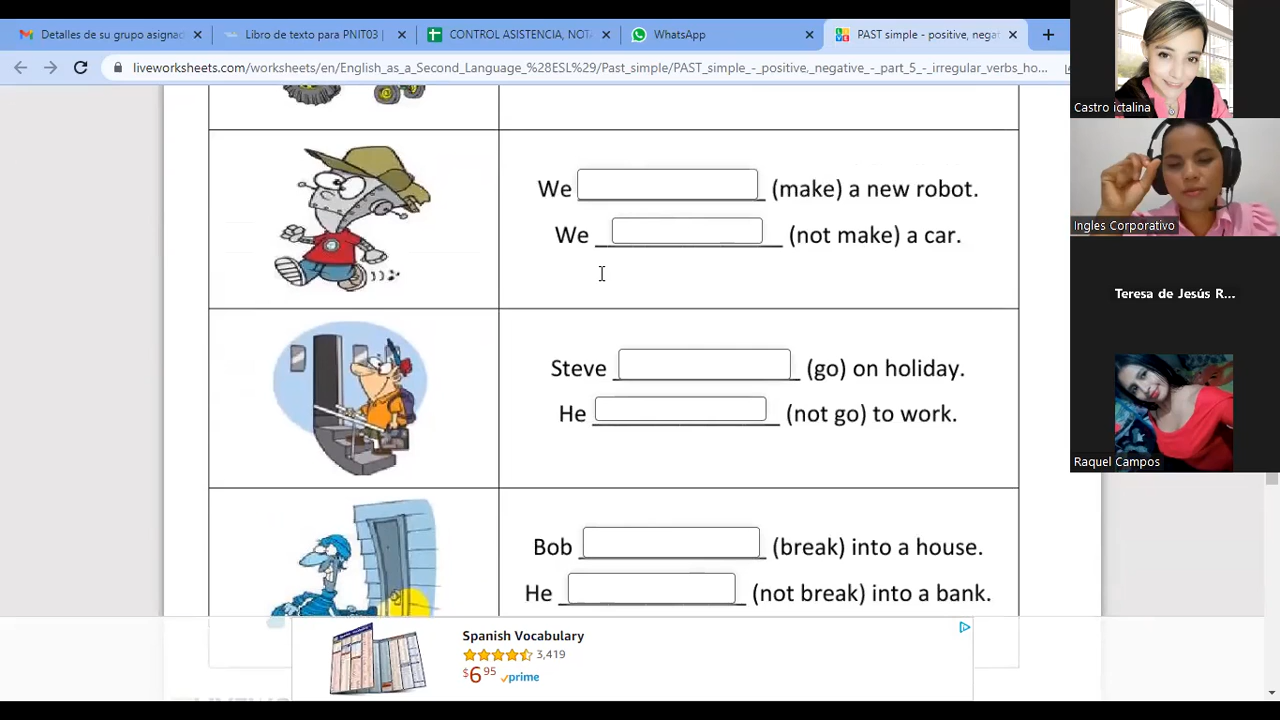 Detalles de su grupo asignac
Libro de texto para PNIT03 |
CONTROL ASISTENCIA, NOTA
WhatsApp
PAST simple - positive, negat
liveworksheets.com/worksheets/en/English_as_a_Second_Language_%28ESL%29/Past_simple/PAST_simple_-_positive,_negative_-_part_5_-_irregular_verbs_ho...
Castro ictalina
We (make) a new robot.
We (not make) a car.
Ingles Corporativo
Teresa de Jesús R...
Steve (go) on holiday.
He (not go) to work.
Raquel Campos
Bob (break) into a house.
He (not break) into a bank.
Spanish Vocabulary
3,419
$6.95
prime